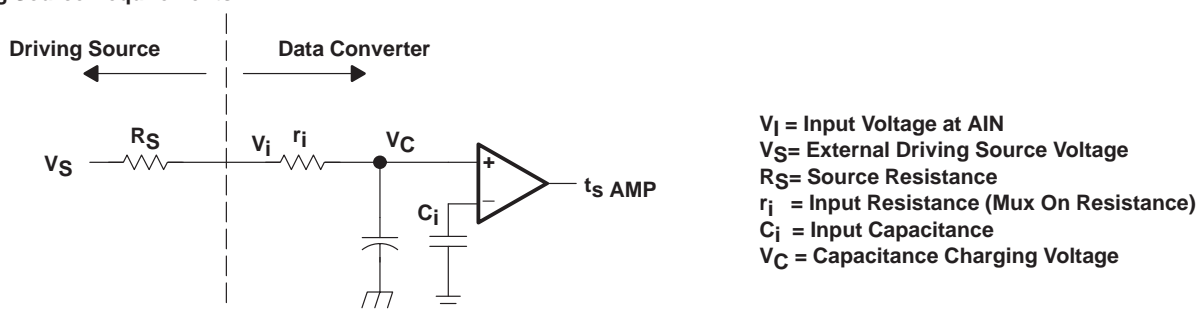 Driving Source
Data Converter
VS
RS
Vi
ri
VC
Ci
+
−
ts AMP
VI = Input Voltage at AIN
VS= External Driving Source Voltage
RS= Source Resistance
ri = Input Resistance (Mux On Resistance)
Ci = Input Capacitance
VC = Capacitance Charging Voltage